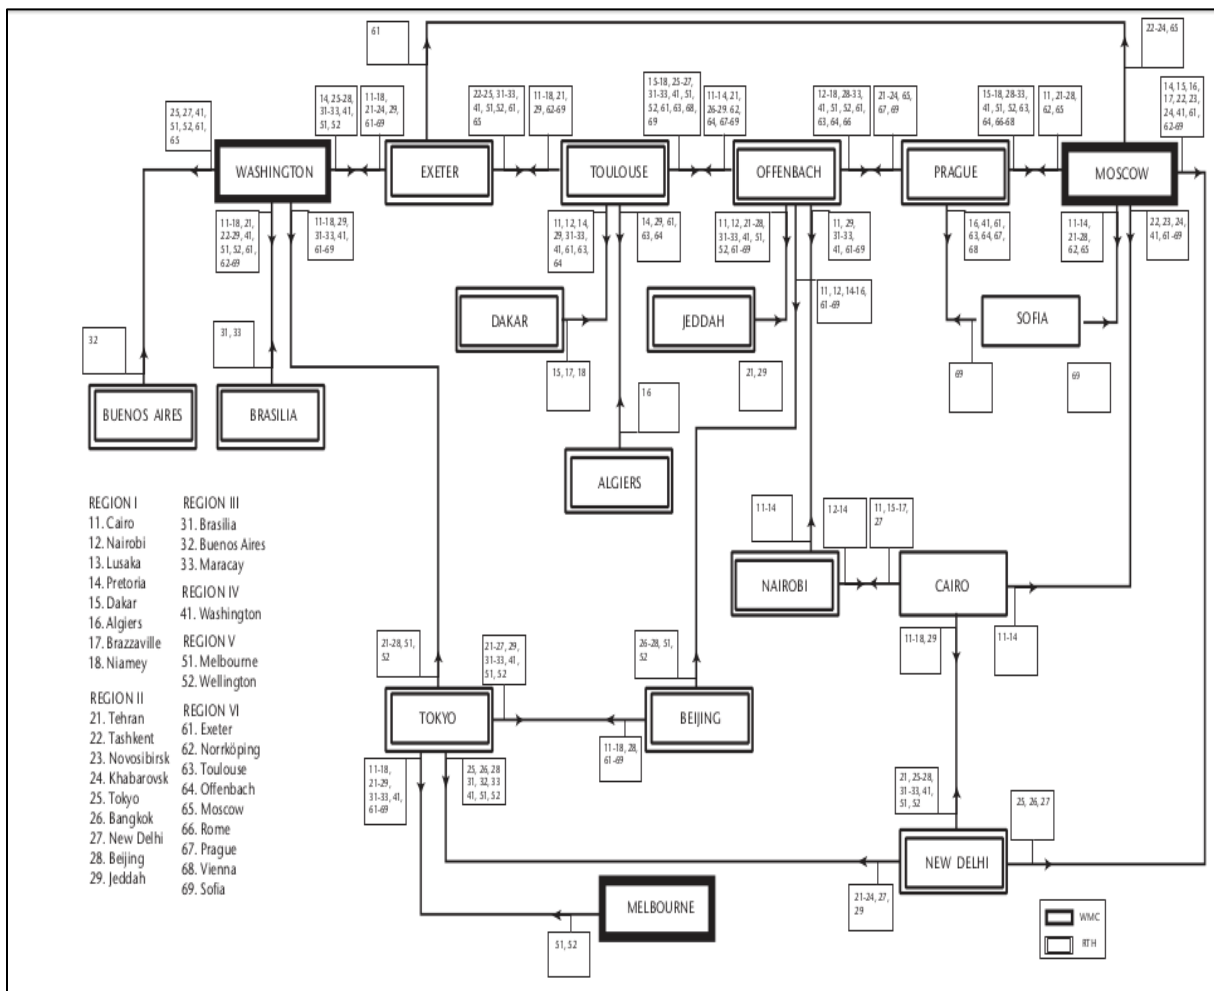 61
22-24, 65
25, 27, 41,
51, 52, 61,
65
14, 25-28,
31-33, 41,
51, 52
11-18,
21-24, 29,
61-69
22-25, 31-33,
41, 51, 52, 61,
65
11-18, 21,
29, 62-69
15-18, 25-27,
31-33, 41, 51,
52, 61, 63, 68,
69
11-14, 21,
26-29. 62,
64, 67-69
12-18, 28-33,
41, 51, 52, 61,
63, 64, 66
21-24, 65,
67, 69
15-18, 28-33,
41, 51, 52, 63,
64, 66-68
11, 21-28,
62, 65
14, 15, 16,
17, 22, 23,
24, 41, 61,
62-69
WASHINGTON
EXETER
TOULOUSE
OFFENBACH
PRAGUE
MOSCOW
11-18, 21,
22-29, 41,
51, 52, 61,
62-69
11-18, 29,
31-33, 41,
61-69
11, 12, 14,
29, 31-33,
41, 61, 63,
64
14, 29, 61,
63, 64
11, 12, 21-28,
31-33, 41, 51,
52, 61-69
11, 29,
31-33,
41, 61-69
16, 41, 61,
63, 64, 67,
68
11-14,
21-28,
62, 65
22, 23, 24,
41, 61-69
11, 12, 14-16,
61-69
DAKAR
JEDDAH
SOFIA
32
31, 33
15, 17, 18
21, 29
69
69
16
BUENOS AIRES
BRASILIA
ALGIERS
11-14
12-14
11, 15-17,
27
NAIROBI
CAIRO
11-18, 29
11-14
REGION I
11. Cairo
12. Nairobi
13. Lusaka
14. Pretoria
15. Dakar
16. Algiers
17. Brazzaville
18. Niamey
REGION II
21. Tehran
22. Tashkent
23. Novosibirsk
24. Khabarovsk
25. Tokyo
26. Bangkok
27. New Delhi
28. Beijing
29. Jeddah
REGION III
31. Brasilia
32. Buenos Aires
33. Maracay
REGION IV
41. Washington
REGION V
51. Melbourne
52. Wellington
REGION VI
61. Exeter
62. Norrköping
63. Toulouse
64. Offenbach
65. Moscow
66. Rome
67. Prague
68. Vienna
69. Sofia
21-28, 51,
52
21-27, 29,
31-33, 41,
51, 52
26-28, 51,
52
TOKYO
BEIJING
11-18, 28,
61-69
11-18,
21-29,
31-33, 41,
61-69
25, 26, 28
31, 32, 33
41, 51, 52
21, 25-28,
31-33, 41,
51, 52
25, 26, 27
NEW DELHI
21-24, 27,
29
MELBOURNE
51, 52
WMC
RTH